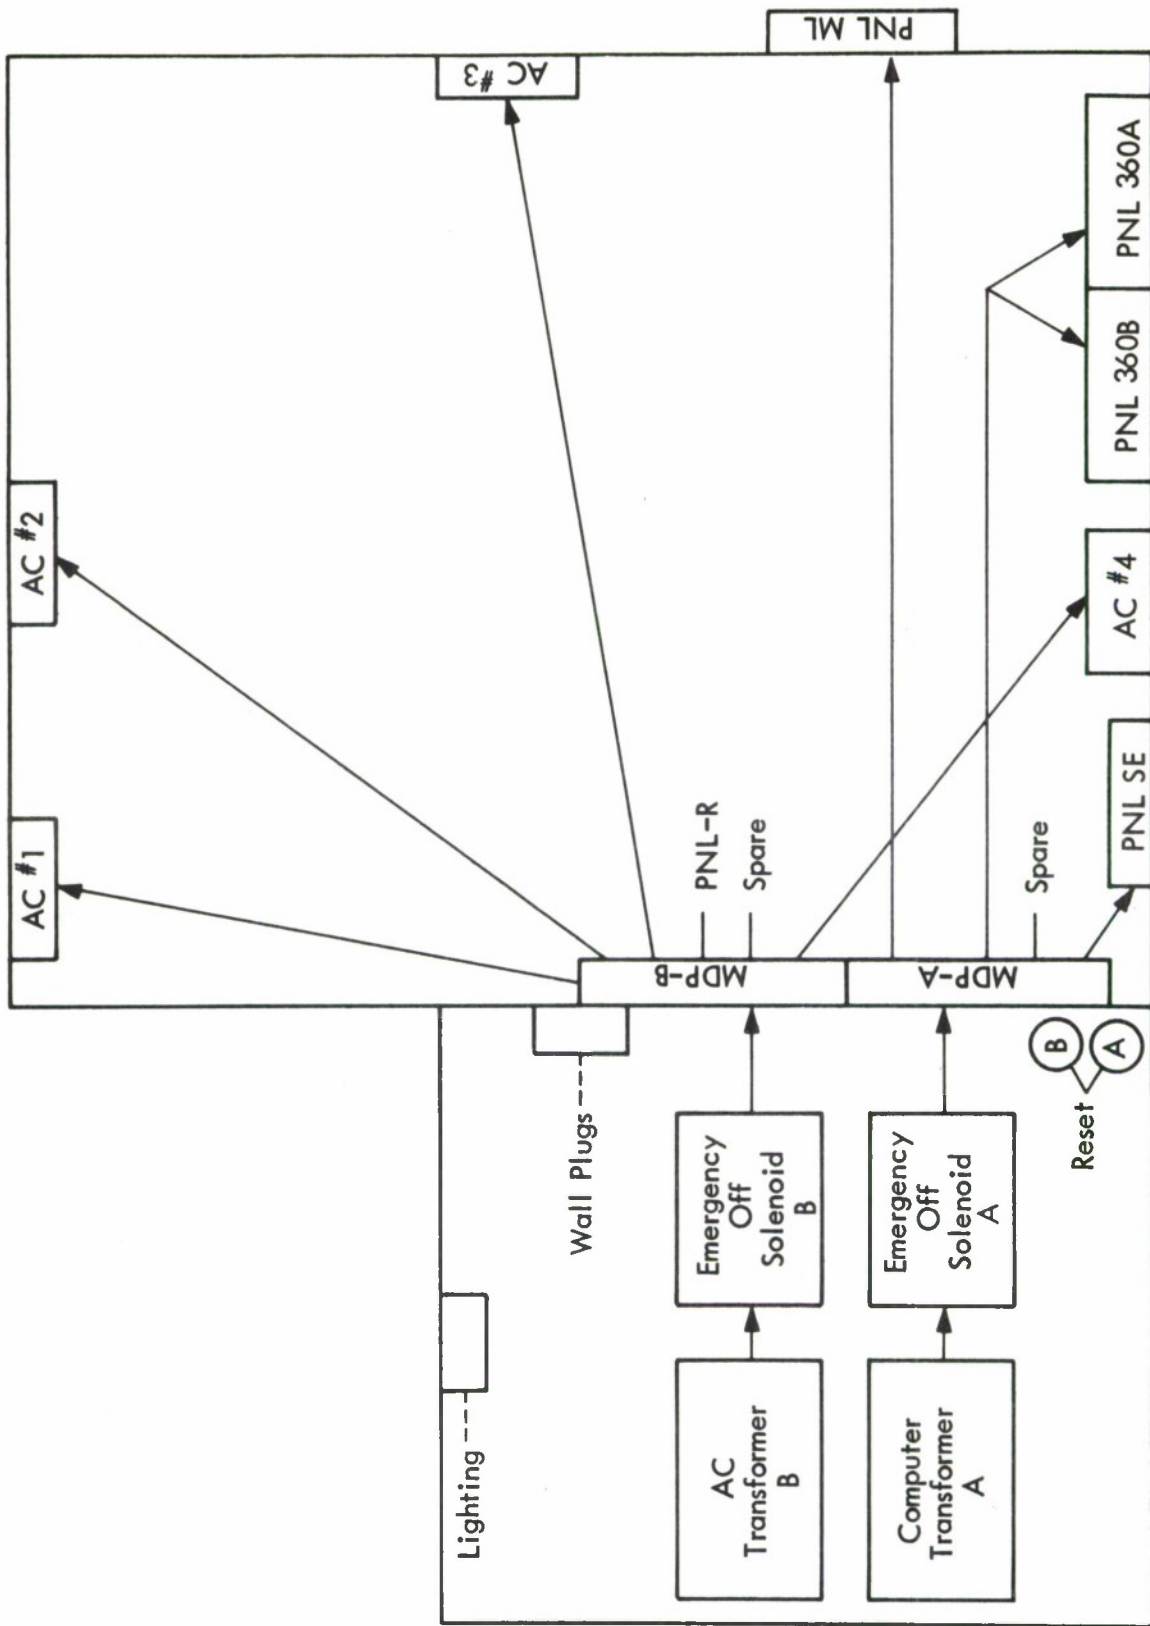 PNL ML
AC #3
AC #2
AC #1
PNL 360A
PNL 360B
AC #4
PNL SE
PNL-R
Spare
Spare
MDP-B
MDP-A
Wall Plugs
B
A
Reset
Emergency
Off
Solenoid
B
Emergency
Off
Solenoid
A
Lighting
AC
Transformer
B
Computer
Transformer
A